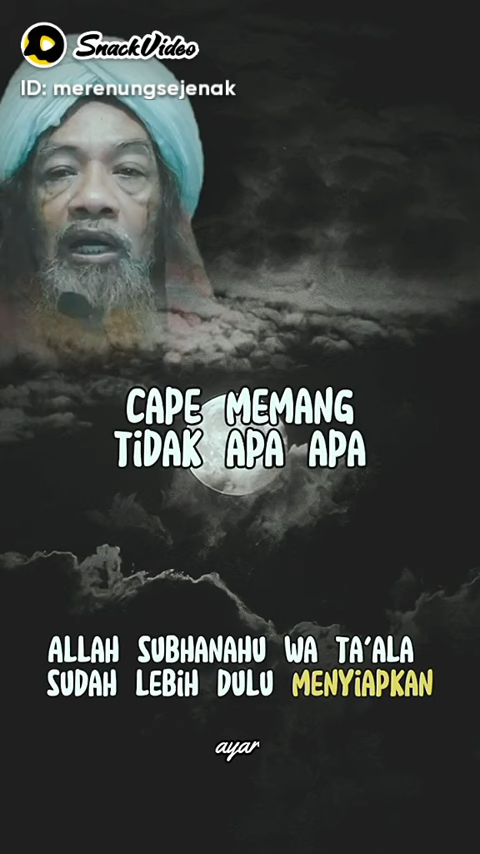 SnackVideo
ID: merenungsejenak
CAPE MEMANG
TiDAK APA APA
ALLAH SUBHANAHU WA TA'ALA
SUDAH LEBiH DULU MENYiAPKAN
ayar